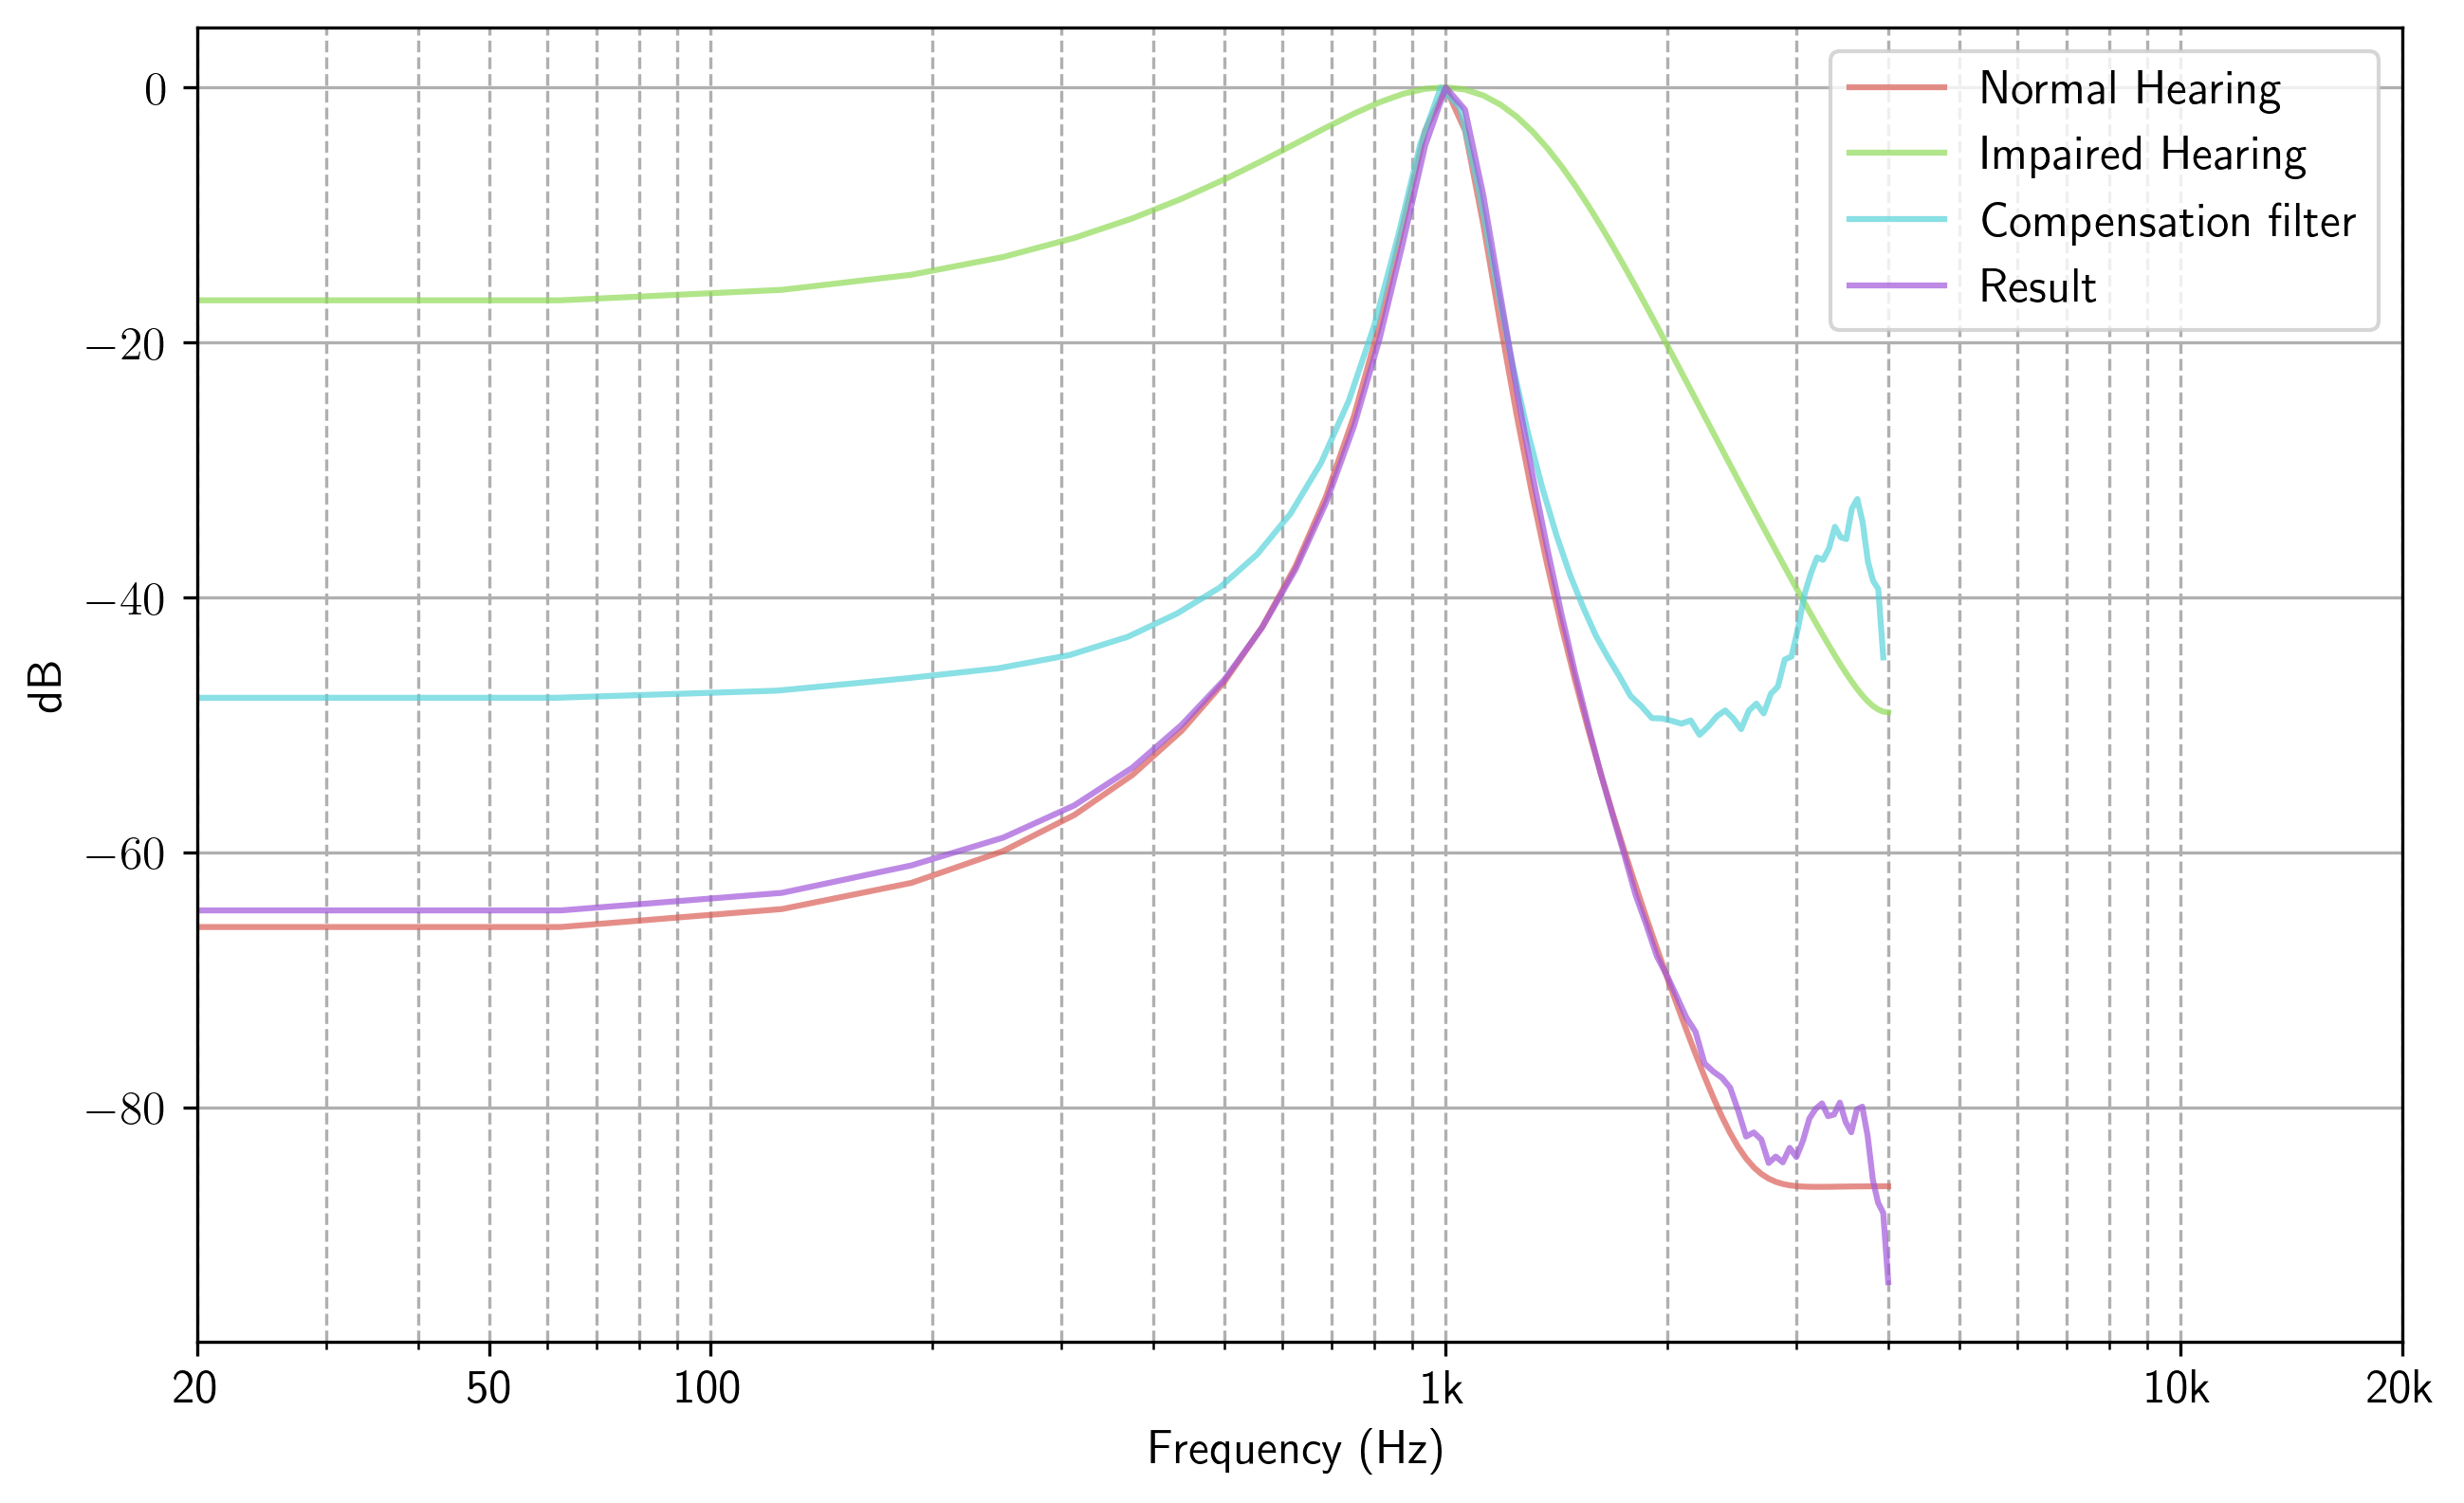 Normal Hearing
Impaired Hearing
Compensation filter
Result
0
−20
−40
−60
−80
dB
20 50 100 1k 10k 20k
Frequency (Hz)